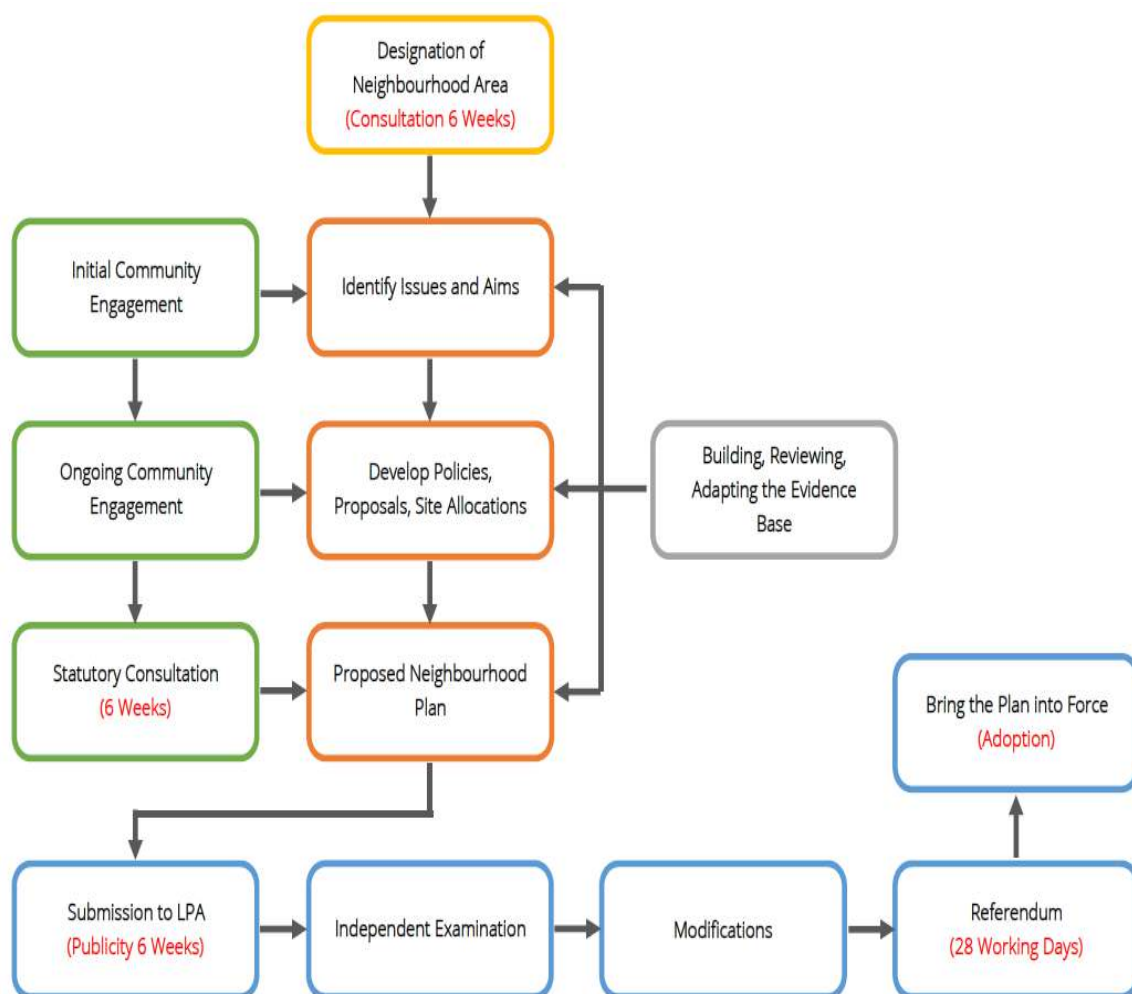 Designation of
Neighbourhood Area
(Consultation 6 Weeks)
Initial Community
Engagement
Identify Issues and Aims
Ongoing Community
Engagement
Develop Policies,
Proposals, Site Allocations
Building, Reviewing,
Adapting the Evidence
Base
Statutory Consultation
(6 Weeks)
Proposed Neighbourhood
Plan
Bring the Plan into Force
(Adoption)
Submission to LPA
(Publicity 6 Weeks)
Independent Examination
Modifications
Referendum
(28 Working Days)